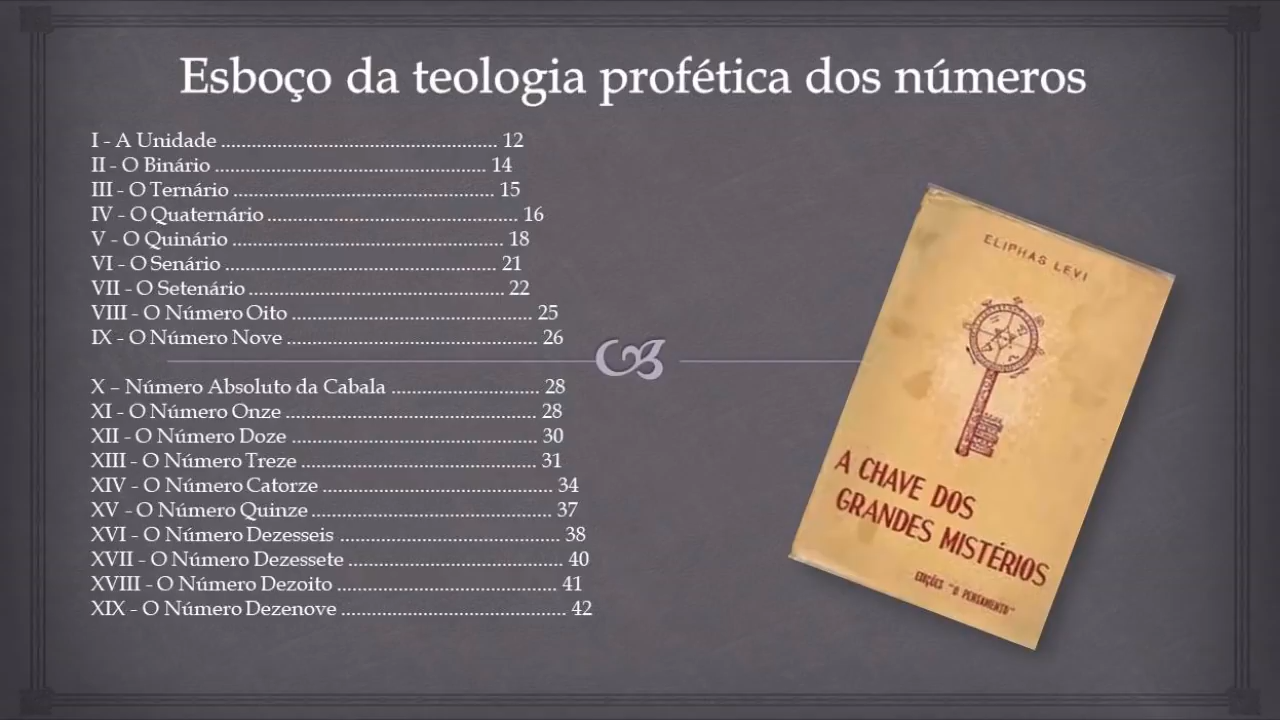 Esboço da teologia profética dos números
I - A Unidade .................................................... 12
II - O Binário ................................................... 14
III - O Ternário ................................................. 15
IV - O Quaternário ............................................... 16
V - O Quinário ................................................... 18
VI - O Senário ................................................... 21
VII - O Setenário ................................................ 22
VIII - O Número Oito ............................................. 25
IX - O Número Nove ............................................... 26
X – Número Absoluto da Cabala ............................ 28
XI - O Número Onze ............................................... 28
XII - O Número Doze .............................................. 30
XIII - O Número Treze ............................................ 31
XIV - O Número Catorze ........................................... 34
XV - O Número Quinze ............................................. 37
XVI - O Número Dezesseis ......................................... 38
XVII - O Número Dezessete ........................................ 40
XVIII - O Número Dezoito ......................................... 41
XIX - O Número Dezenove .......................................... 42
ELIPHAS LEVI
A CHAVE DOS
GRANDES MISTÉRIOS
EDIÇÕES "O PENSAMENTO"